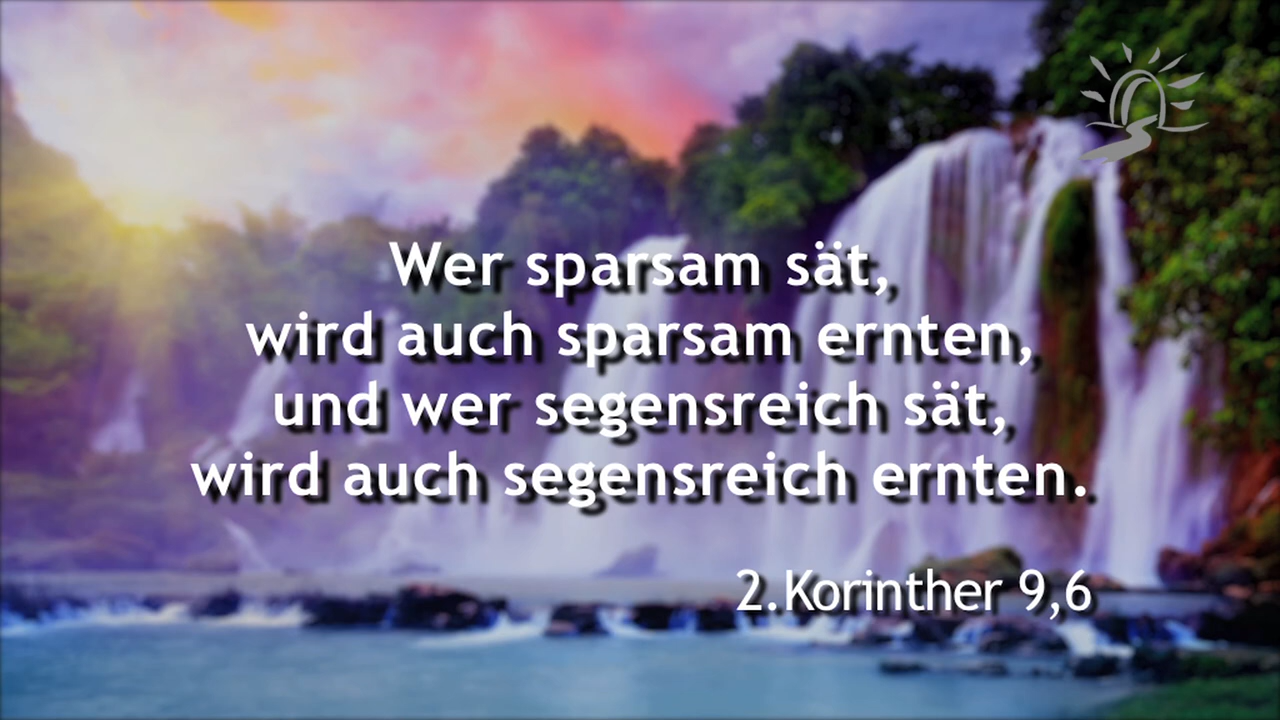 Wer sparsam sät,
wird auch sparsam ernten,
und wer segensreich sät,
wird auch segensreich ernten.
2.Korinther 9,6